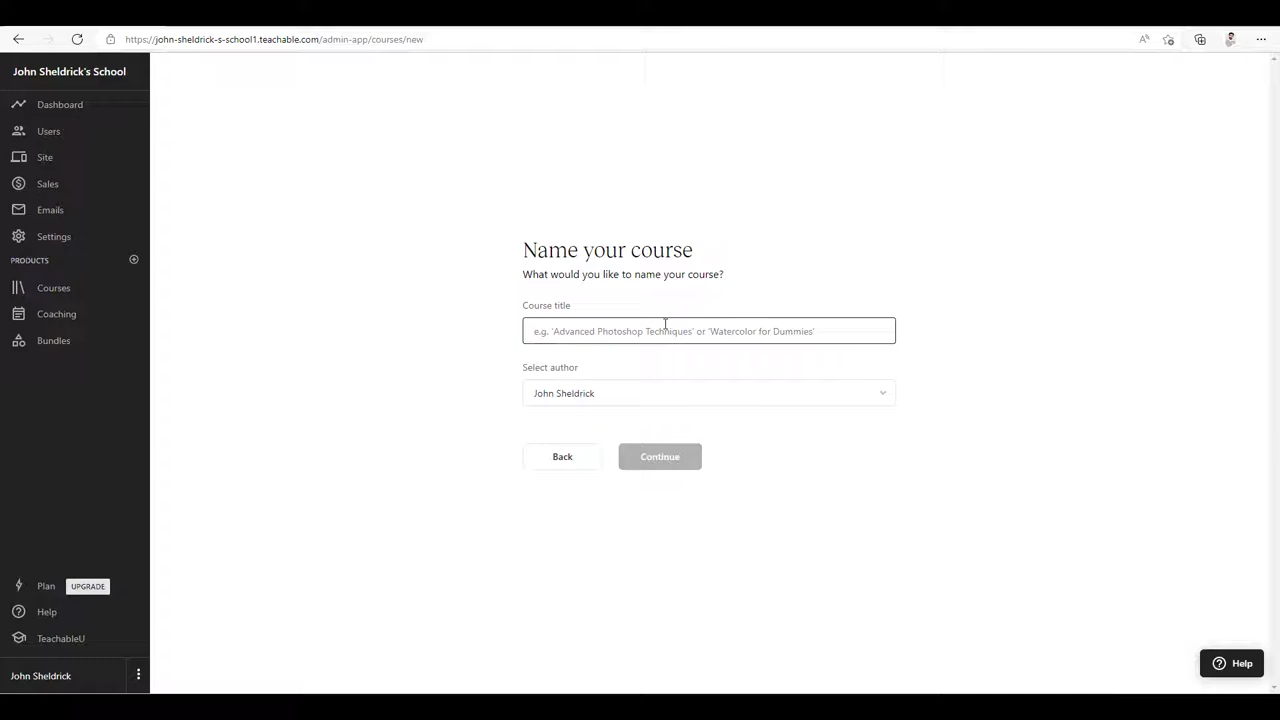 https://john-sheldrick-s-school1.teachable.com/admin-app/courses/new
John Sheldrick's School
Dashboard
Users
Site
Sales
Emails
Settings
PRODUCTS
Courses
Coaching
Bundles
Name your course
What would you like to name your course?
Course title
e.g. 'Advanced Photoshop Techniques' or 'Watercolor for Dummies'
Select author
John Sheldrick
Back
Continue
Plan UPGRADE
Help
TeachableU
John Sheldrick
Help